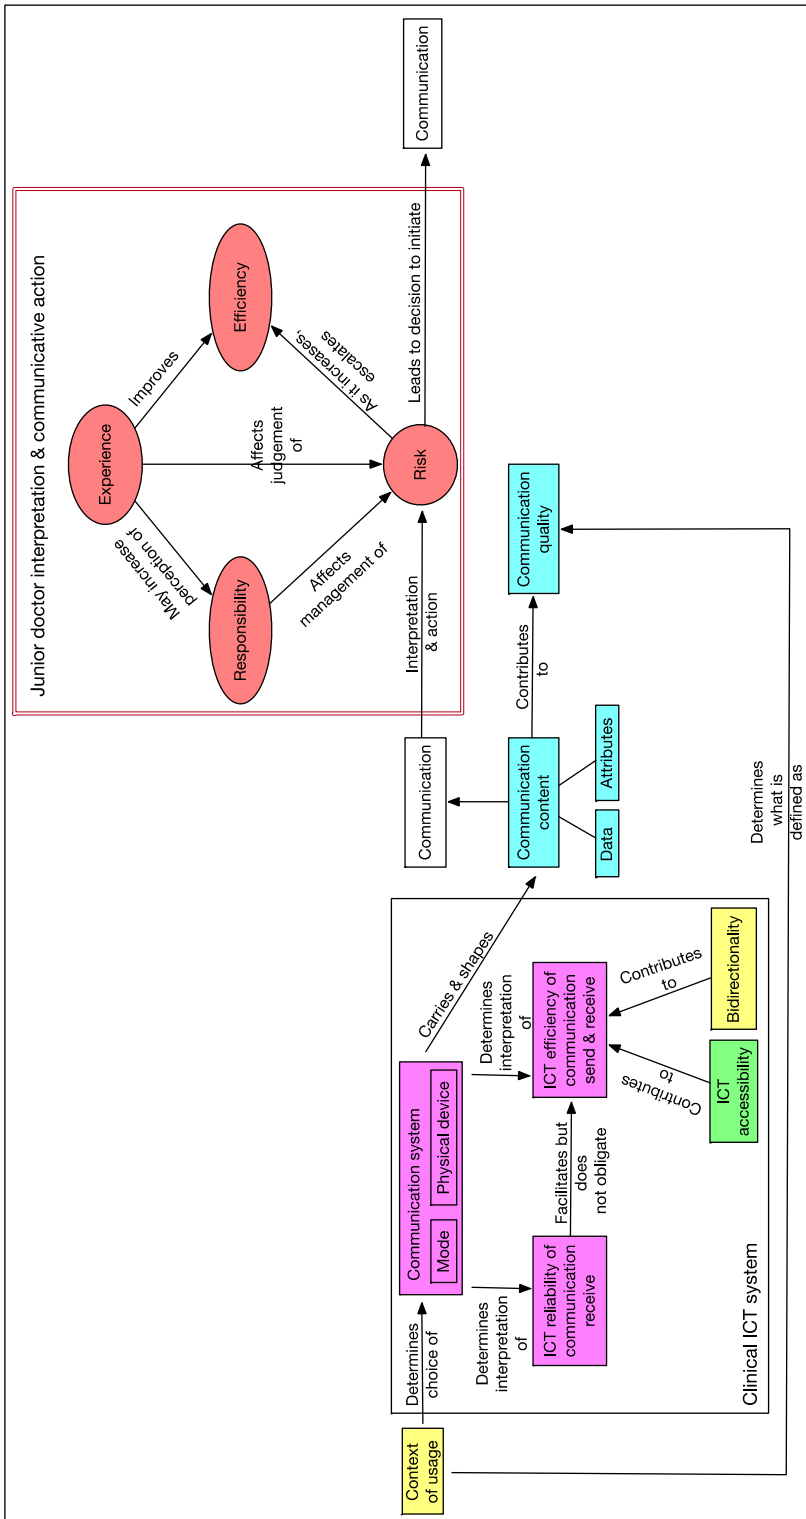 Junior doctor interpretation & communicative action
Experience
Improves
Efficiency
May increase
perception of
Responsibility
Affects
judgement
of
As it increases,
escalates
Affects
management of
Risk
Leads to decision to initiate
Communication
Interpretation
& action
Communication
Context
of usage
Determines
choice of
Communication system
Mode
Physical device
Carries & shapes
Communication
content
Data
Attributes
Contributes
to
Communication
quality
Determines
interpretation
of
ICT reliability of
communication
receive
Facilitates but
does
not obligate
Determines
interpretation
of
ICT efficiency of
communication
send & receive
Contributes
to
ICT
accessibility
Contributes
to
Bidirectionality
Clinical ICT system
Determines
what is
defined as